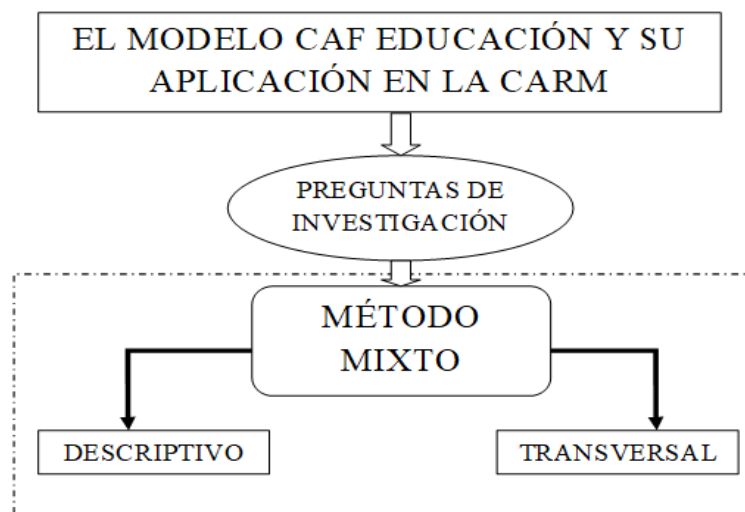 EL MODELO CAF EDUCACIÓN Y SU
APLICACIÓN EN LA CARM
PREGUNTAS DE
INVESTIGACIÓN
MÉTODO
MIXTO
DESCRIPTIVO
TRANSVERSAL